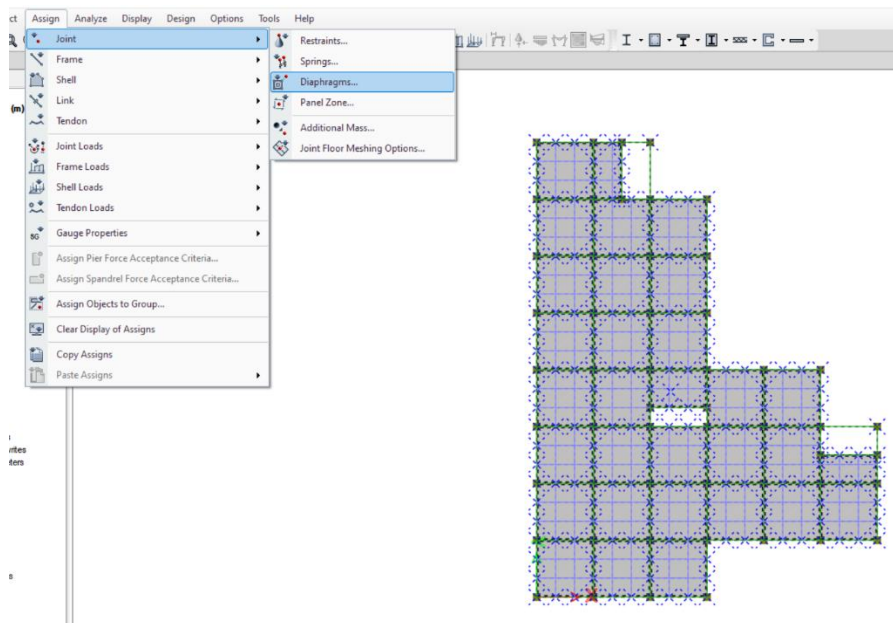 ct Assign Analyze Display Design Options Tools Help
Joint
Frame
Shell
Link
Tendon
Joint Loads
Frame Loads
Shell Loads
Tendon Loads
Gauge Properties
Assign Pier Force Acceptance Criteria...
Assign Spandrel Force Acceptance Criteria...
Assign Objects to Group...
Clear Display of Assigns
Copy Assigns
Paste Assigns
Restraints...
Springs...
Diaphragms...
Panel Zone...
Additional Mass...
Joint Floor Meshing Options...
(m)
rites
eters
s